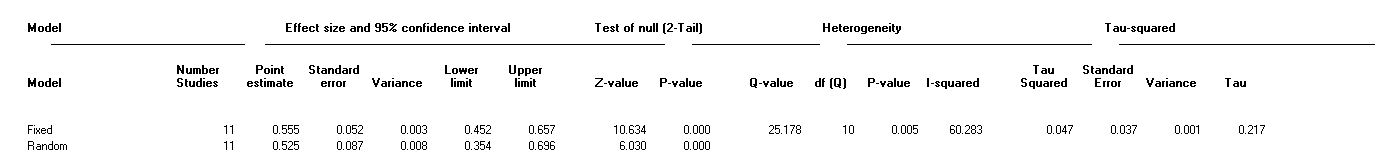 Model Effect size and 95% confidence interval Test of null (2-Tail) Heterogeneity Tau-squared
Number Point Standard Lower Upper Tau Standard
Model Studies estimate error Variance limit limit Z-value P-value Q-value df (Q) P-value I-squared Squared Error Variance Tau
Fixed 11 0.555 0.052 0.003 0.452 0.657 10.634 0.000 25.178 10 0.005 60.283 0.047 0.037 0.001 0.217
Random 11 0.525 0.087 0.008 0.354 0.696 6.030 0.000